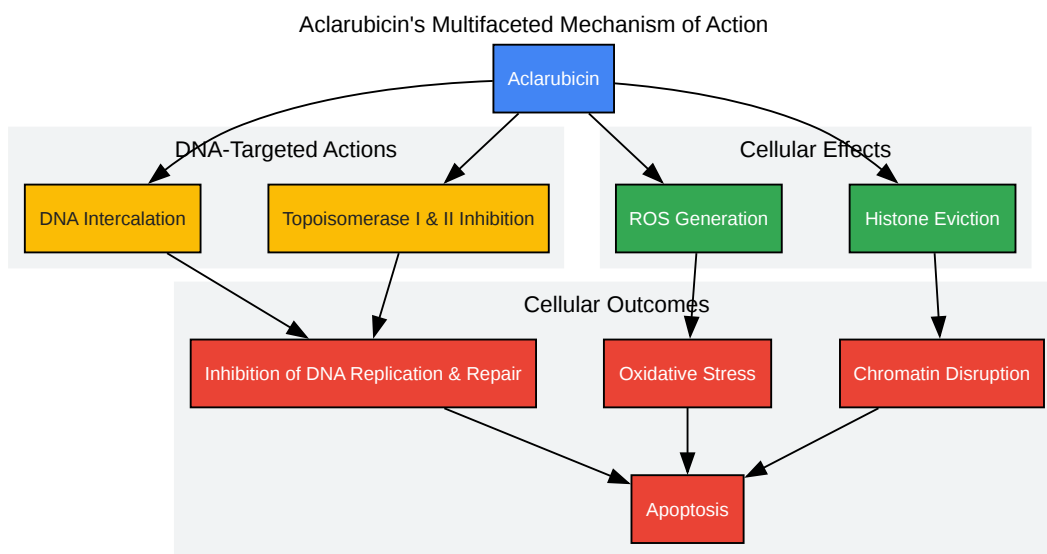 Aclarubicin's Multifaceted Mechanism of Action
Aclarubicin
DNA-Targeted Actions
Cellular Effects
DNA Intercalation
Topoisomerase I & II Inhibition
ROS Generation
Histone Eviction
Cellular Outcomes
Inhibition of DNA Replication & Repair
Oxidative Stress
Chromatin Disruption
Apoptosis